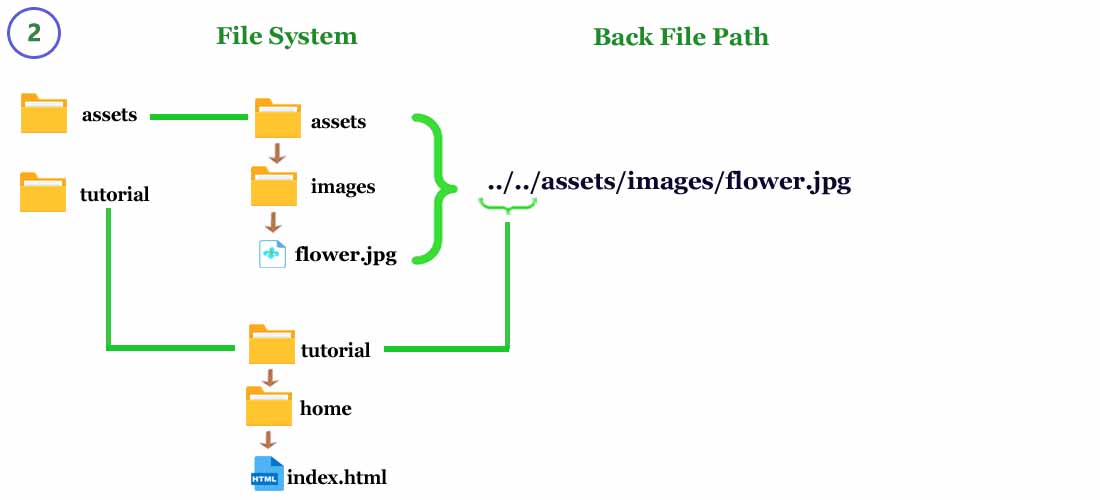 2
File System
Back File Path
assets
assets
tutorial
images
../../assets/images/flower.jpg
flower.jpg
tutorial
home
HTML
index.html